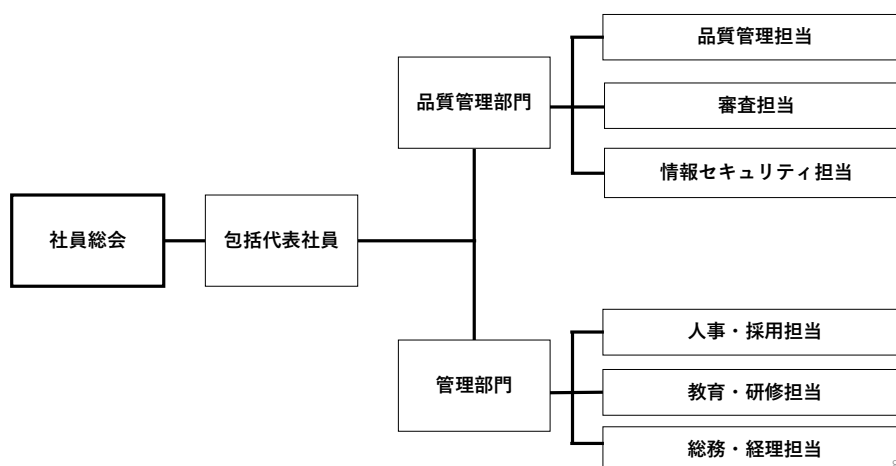 社員総会
包括代表社員
品質管理部門
品質管理担当
審査担当
情報セキュリティ担当
管理部門
人事・採用担当
教育・研修担当
総務・経理担当